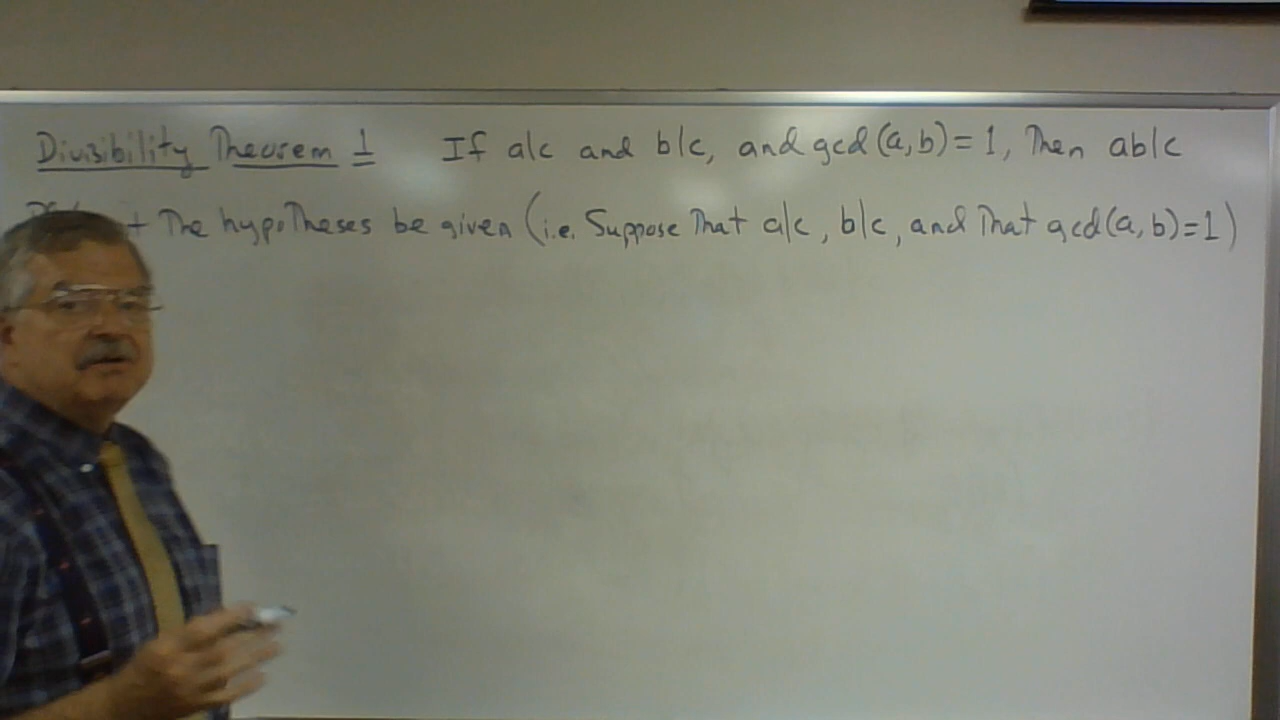 Divisibility Theorem 1 If a|c and b|c, and gcd(a,b)=1, Then ab|c
The hypotheses be given (i.e. Suppose That a|c, b|c, and That gcd(a,b)=1)